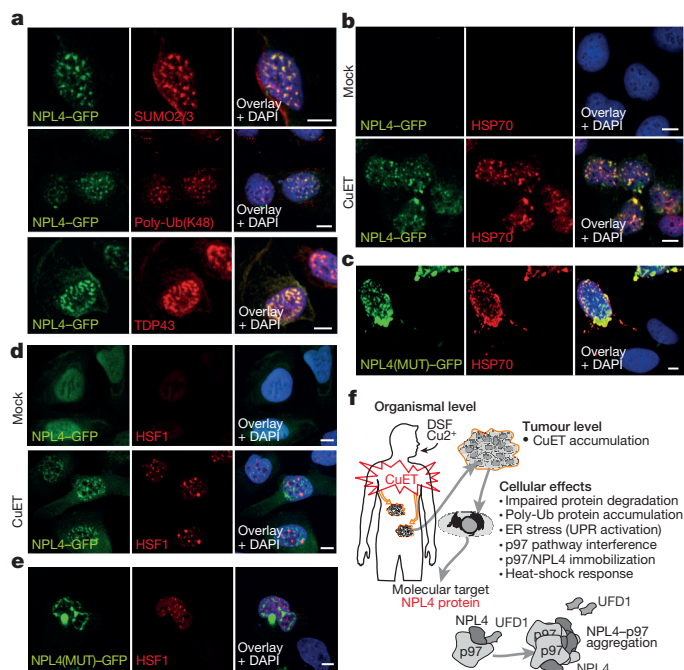 a
NPL4–GFP
SUMO2/3
Overlay
+ DAPI
NPL4–GFP
Poly-Ub(K48)
Overlay
+ DAPI
NPL4–GFP
TDP43
Overlay
+ DAPI
b
Mock
NPL4–GFP
HSP70
Overlay
+ DAPI
CuET
NPL4–GFP
HSP70
Overlay
+ DAPI
c
NPL4(MUT)–GFP
HSP70
Overlay
+ DAPI
d
Mock
NPL4–GFP
HSF1
Overlay
+ DAPI
CuET
NPL4–GFP
HSF1
Overlay
+ DAPI
e
NPL4(MUT)–GFP
HSF1
Overlay
+ DAPI
f
Organismal level
DSF
Cu2+
CuET
Tumour level
• CuET accumulation
Cellular effects
• Impaired protein degradation
• Poly-Ub protein accumulation
• ER stress (UPR activation)
• p97 pathway interference
• p97/NPL4 immobilization
• Heat-shock response
Molecular target
NPL4 protein
NPL4
UFD1
p97
UFD1
p97
p97
NPL4–p97
aggregation
NPL4